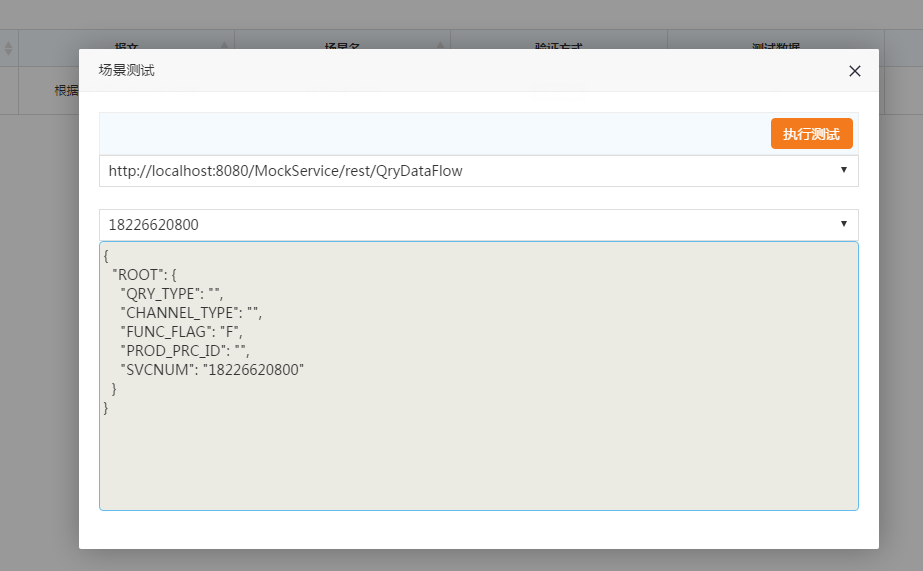 报文 场景名 验证方式 测试数据
场景测试
根据
执行测试
http://localhost:8080/MockService/rest/QryDataFlow
18226620800
{
"ROOT": {
"QRY_TYPE": "",
"CHANNEL_TYPE": "",
"FUNC_FLAG": "F",
"PROD_PRC_ID": "",
"SVCNUM": "18226620800"
}
}